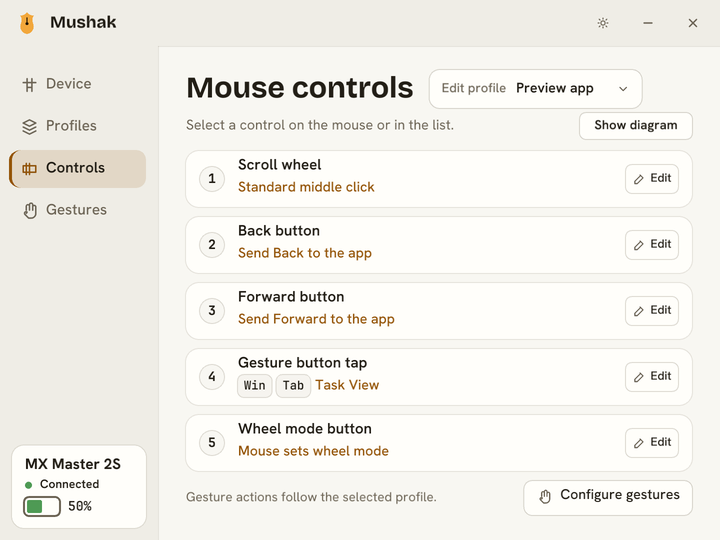 Mushak
Device
Profiles
Controls
Gestures
MX Master 2S
Connected
50%
Mouse controls
Edit profile Preview app
Select a control on the mouse or in the list.
Show diagram
1
Scroll wheel
Standard middle click
Edit
2
Back button
Send Back to the app
Edit
3
Forward button
Send Forward to the app
Edit
4
Gesture button tap
Win Tab Task View
Edit
5
Wheel mode button
Mouse sets wheel mode
Edit
Gesture actions follow the selected profile.
Configure gestures